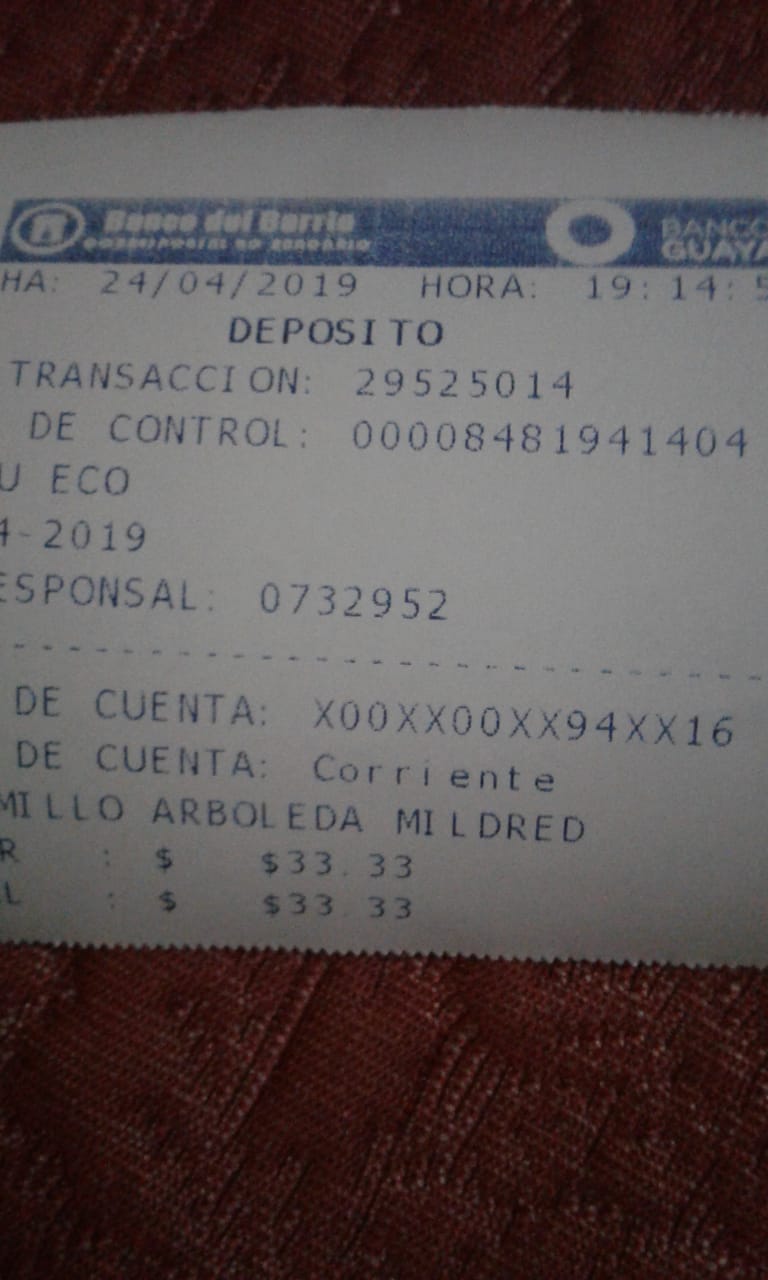 Banco del Barrio
CORRESPONSAL NO BANCARIO
BANCO
GUAYA
HA: 24/04/2019 HORA: 19:14:5
DEPOSITO
TRANSACCION: 29525014
DE CONTROL: 00008481941404
U ECO
4-2019
ESPONSAL: 0732952
DE CUENTA: X00XX00XX94XX16
DE CUENTA: Corriente
MILLO ARBOLEDA MILDRED
R : $ $33.33
L : $ $33.33